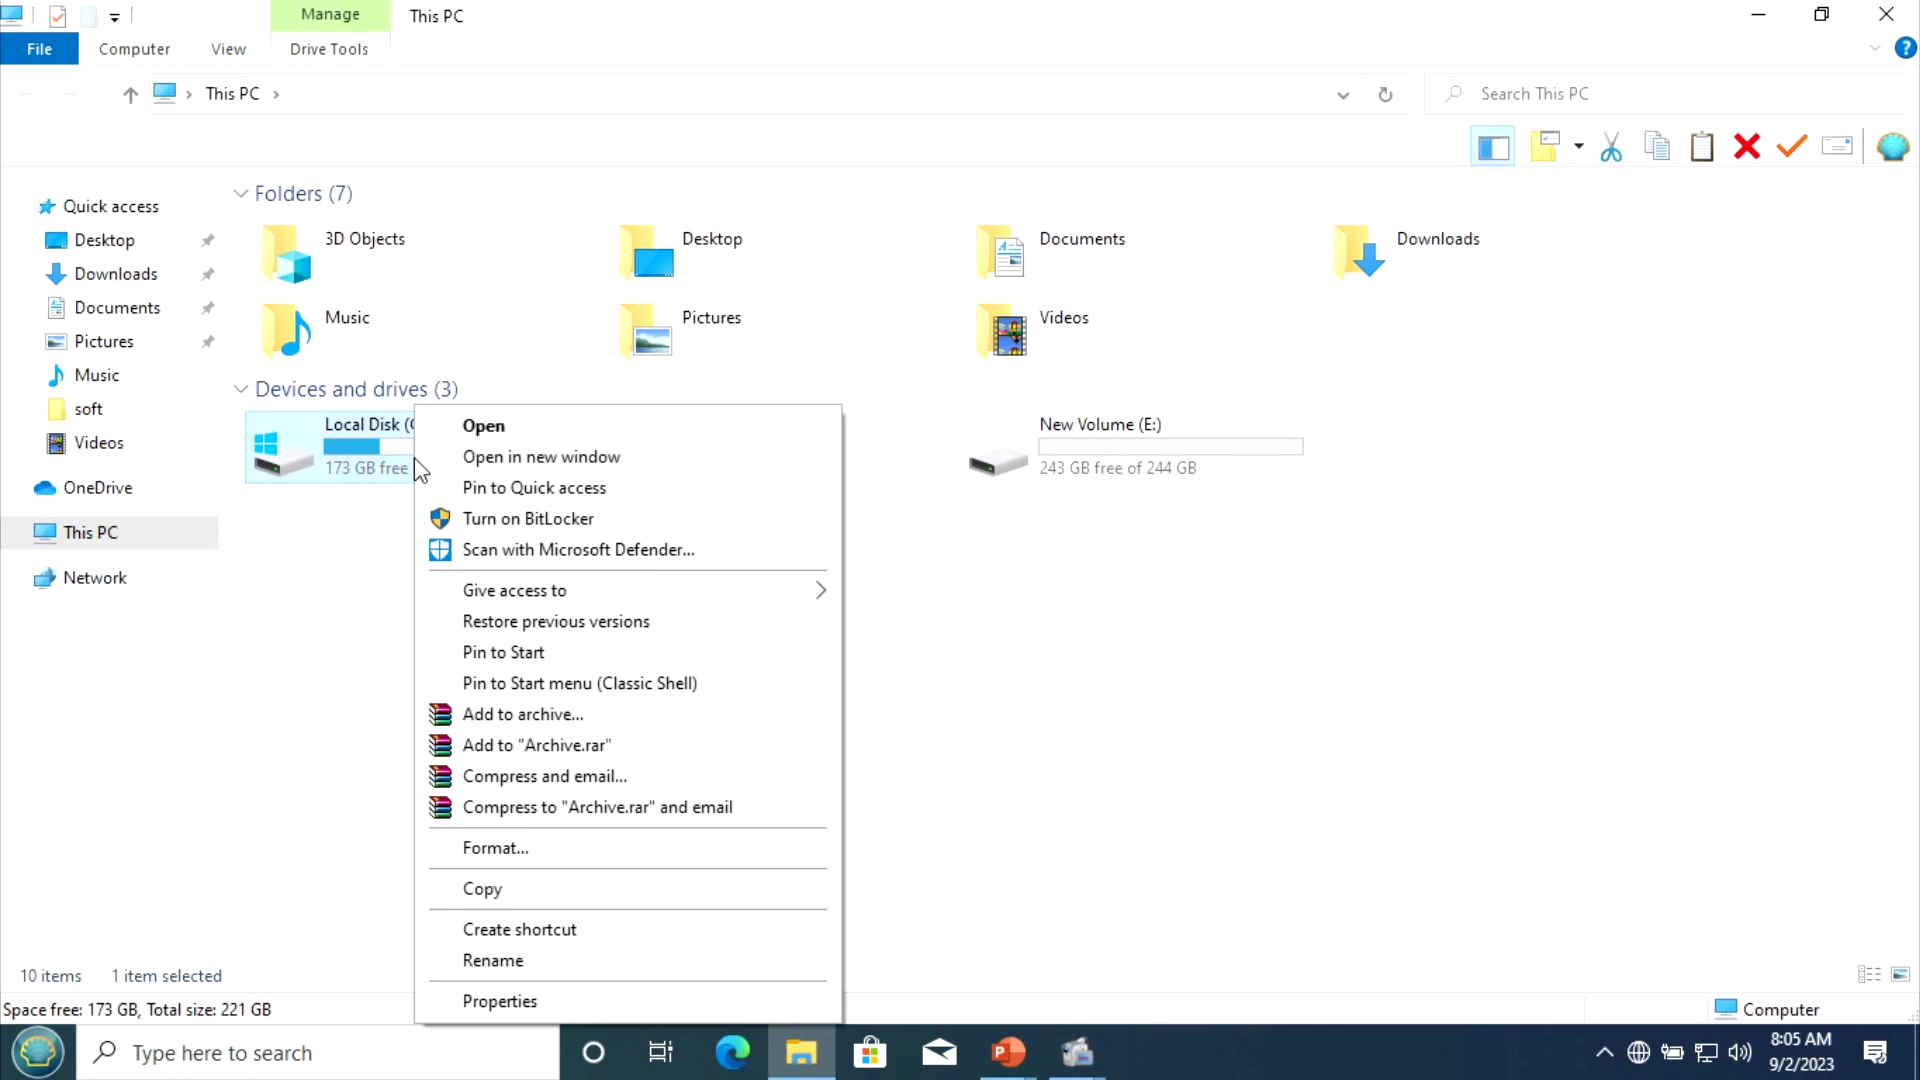 Manage
This PC
File
Computer
View
Drive Tools
This PC
Search This PC
Quick access
Desktop
Downloads
Documents
Pictures
Music
soft
Videos
OneDrive
This PC
Network
Folders (7)
3D Objects
Desktop
Documents
Downloads
Music
Pictures
Videos
Devices and drives (3)
Local Disk (
173 GB free
New Volume (E:)
243 GB free of 244 GB
Open
Open in new window
Pin to Quick access
Turn on BitLocker
Scan with Microsoft Defender...
Give access to
Restore previous versions
Pin to Start
Pin to Start menu (Classic Shell)
Add to archive...
Add to "Archive.rar"
Compress and email...
Compress to "Archive.rar" and email
Format...
Copy
Create shortcut
Rename
Properties
10 items
1 item selected
Space free: 173 GB, Total size: 221 GB
Computer
Type here to search
8:05 AM
9/2/2023